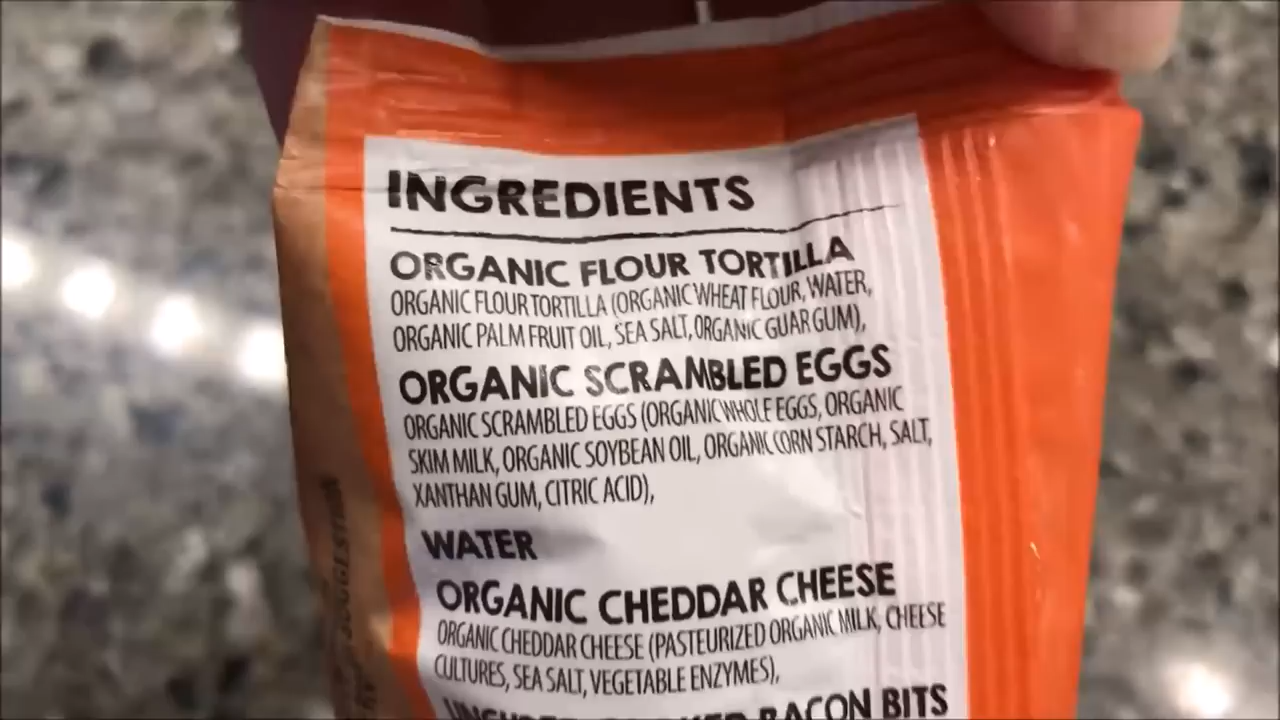 INGREDIENTS
ORGANIC FLOUR TORTILLA
ORGANIC FLOUR TORTILLA (ORGANIC WHEAT FLOUR, WATER,
ORGANIC PALM FRUIT OIL, SEA SALT, ORGANIC GUAR GUM),
ORGANIC SCRAMBLED EGGS
ORGANIC SCRAMBLED EGGS (ORGANIC WHOLE EGGS, ORGANIC
SKIM MILK, ORGANIC SOYBEAN OIL, ORGANIC CORN STARCH, SALT,
XANTHAN GUM, CITRIC ACID),
WATER
ORGANIC CHEDDAR CHEESE
ORGANIC CHEDDAR CHEESE (PASTEURIZED ORGANIC MILK, CHEESE
CULTURES, SEA SALT, VEGETABLE ENZYMES),
BACON BITS
SUGGESTION